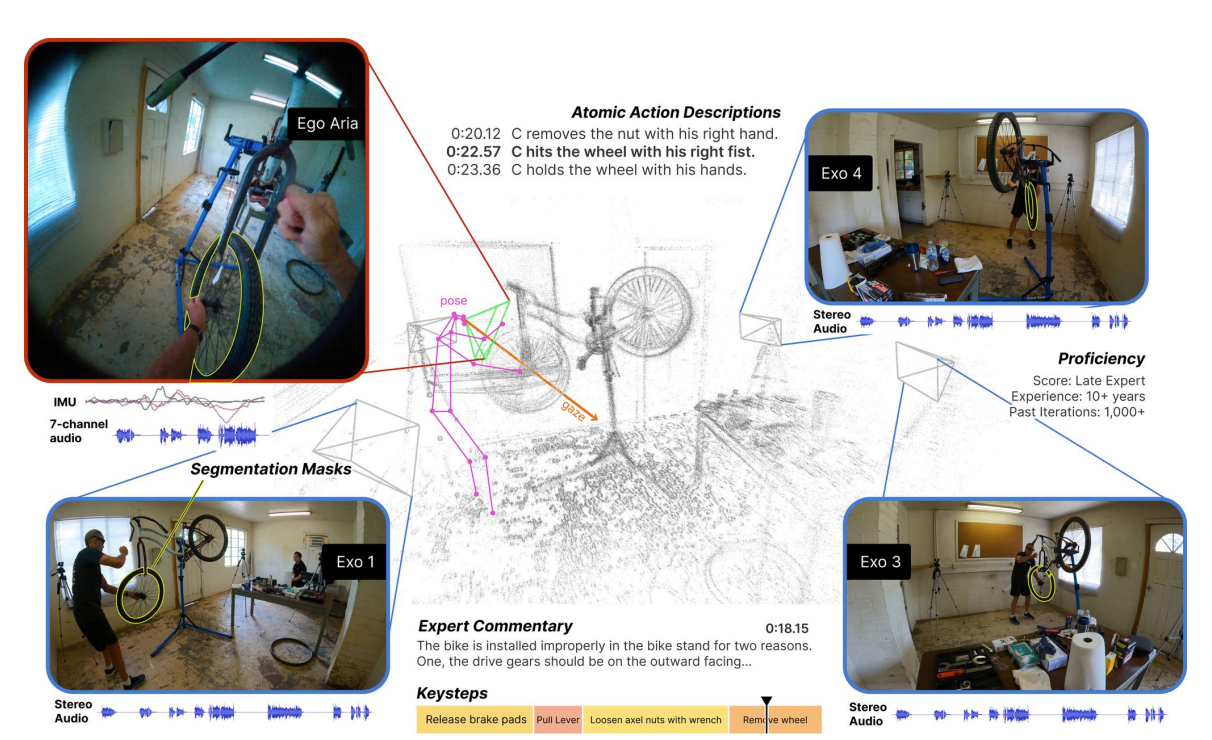 Ego Aria
Atomic Action Descriptions
0:20.12 C removes the nut with his right hand.
0:22.57 C hits the wheel with his right fist.
0:23.36 C holds the wheel with his hands.
Exo 4
Stereo
Audio
pose
gaze
Proficiency
Score: Late Expert
Experience: 10+ years
Past Iterations: 1,000+
IMU
7-channel
audio
Segmentation Masks
Exo 1
Stereo
Audio
Exo 3
Stereo
Audio
Expert Commentary 0:18.15
The bike is installed improperly in the bike stand for two reasons.
One, the drive gears should be on the outward facing...
Keysteps
Release brake pads Pull Lever Loosen axel nuts with wrench Remove wheel